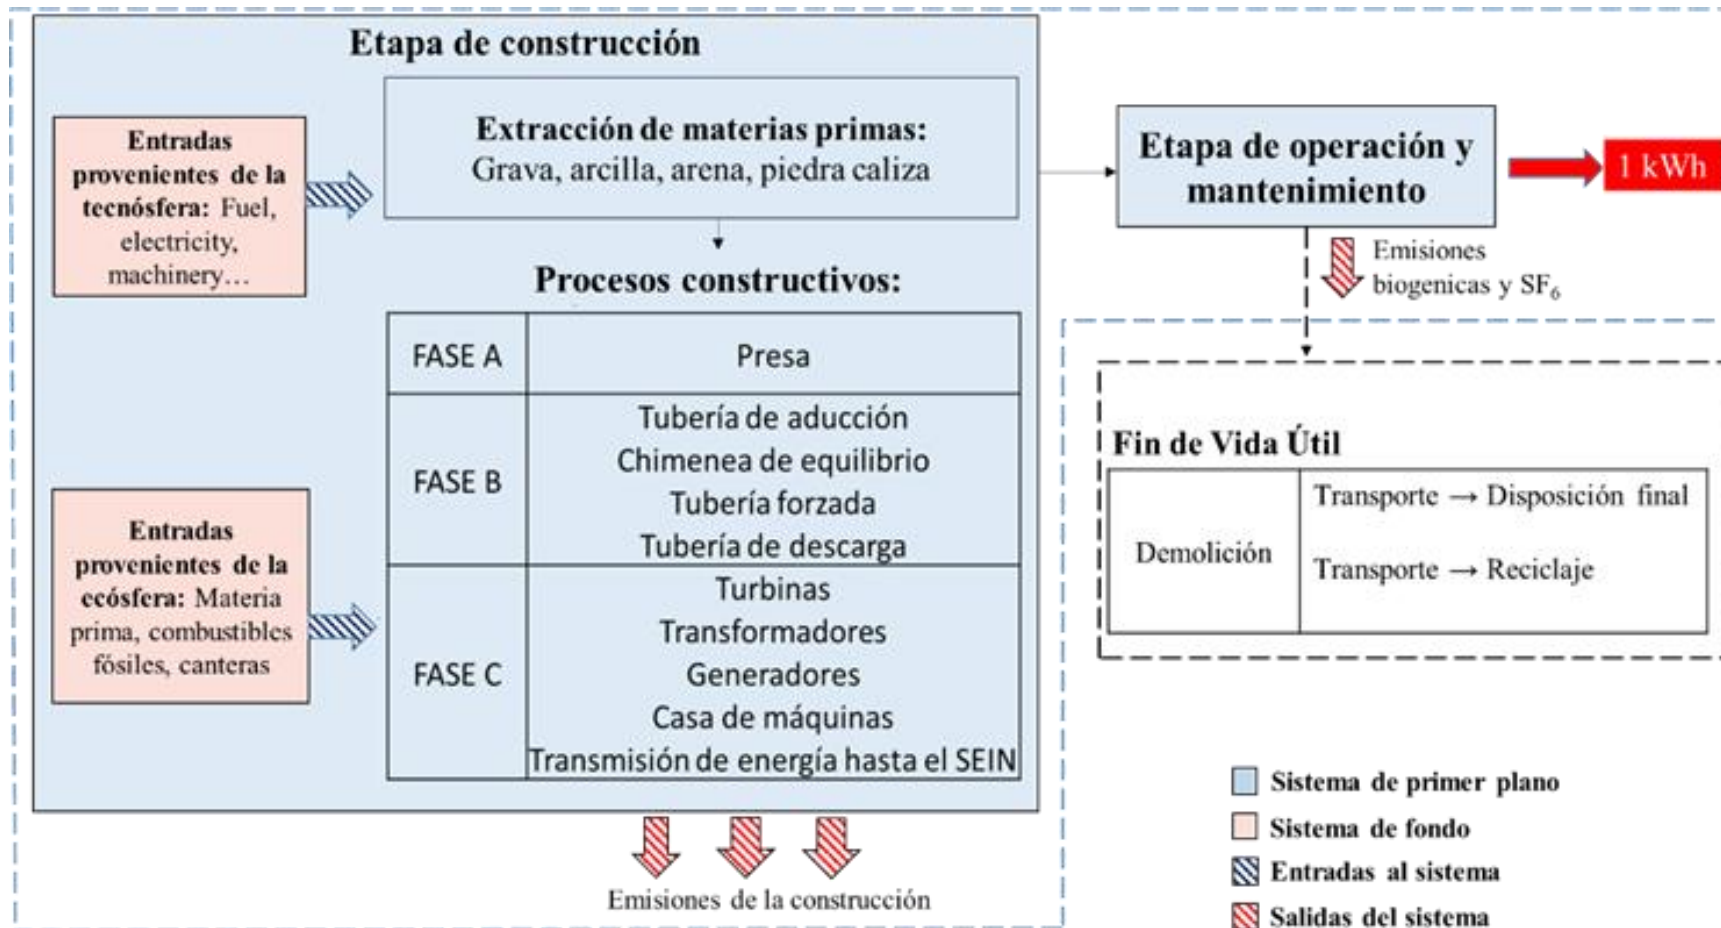 Etapa de construcción
Extracción de materias primas:
Grava, arcilla, arena, piedra caliza
Entradas
provenientes de la
tecnósfera: Fuel,
electricity,
machinery…
Procesos constructivos:
FASE A
Presa
FASE B
Tubería de aducción
Chimenea de equilibrio
Tubería forzada
Tubería de descarga
FASE C
Turbinas
Transformadores
Generadores
Casa de máquinas
Transmisión de energía hasta el SEIN
Entradas
provenientes de la
ecósfera: Materia
prima, combustibles
fósiles, canteras
Emisiones de la construcción
Etapa de operación y
mantenimiento
1 kWh
Emisiones
biogenicas y SF₆
Fin de Vida Útil
Demolición
Transporte → Disposición final
Transporte → Reciclaje
Sistema de primer plano
Sistema de fondo
Entradas al sistema
Salidas del sistema